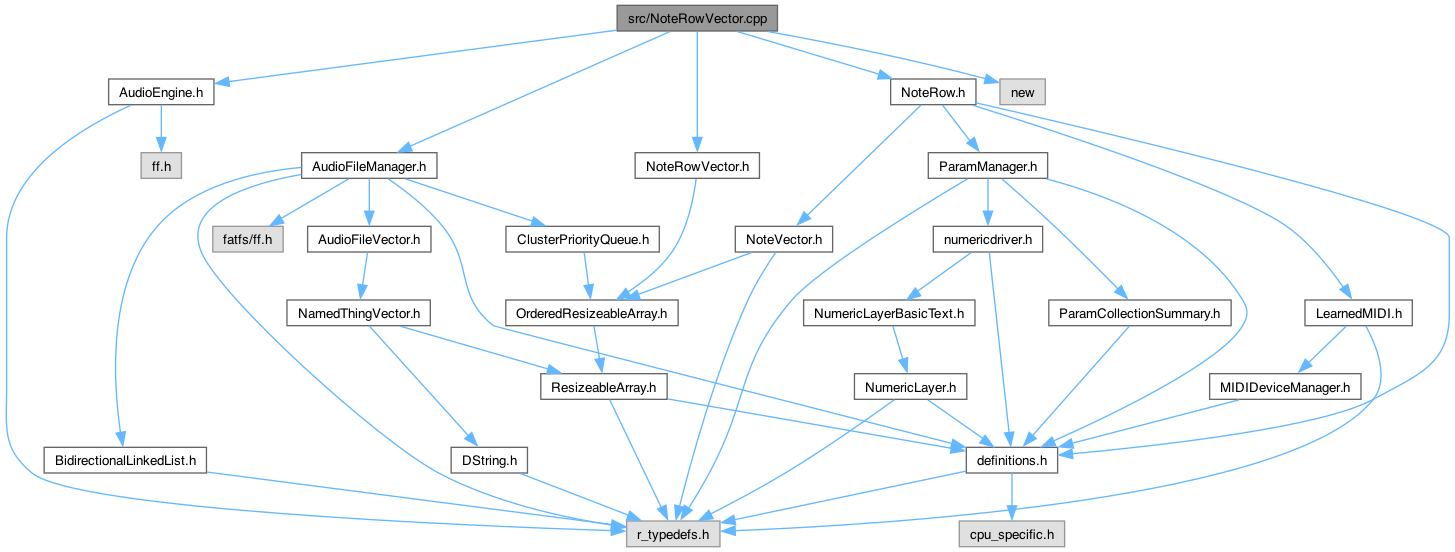 src/NoteRowVector.cpp
AudioEngine.h
NoteRow.h
new
ff.h
AudioFileManager.h
NoteRowVector.h
ParamManager.h
fatfs/ff.h
AudioFileVector.h
ClusterPriorityQueue.h
NoteVector.h
numericdriver.h
NamedThingVector.h
OrderedResizeableArray.h
NumericLayerBasicText.h
ParamCollectionSummary.h
LearnedMIDI.h
ResizeableArray.h
NumericLayer.h
MIDIDeviceManager.h
BidirectionalLinkedList.h
DString.h
definitions.h
r_typedefs.h
cpu_specific.h